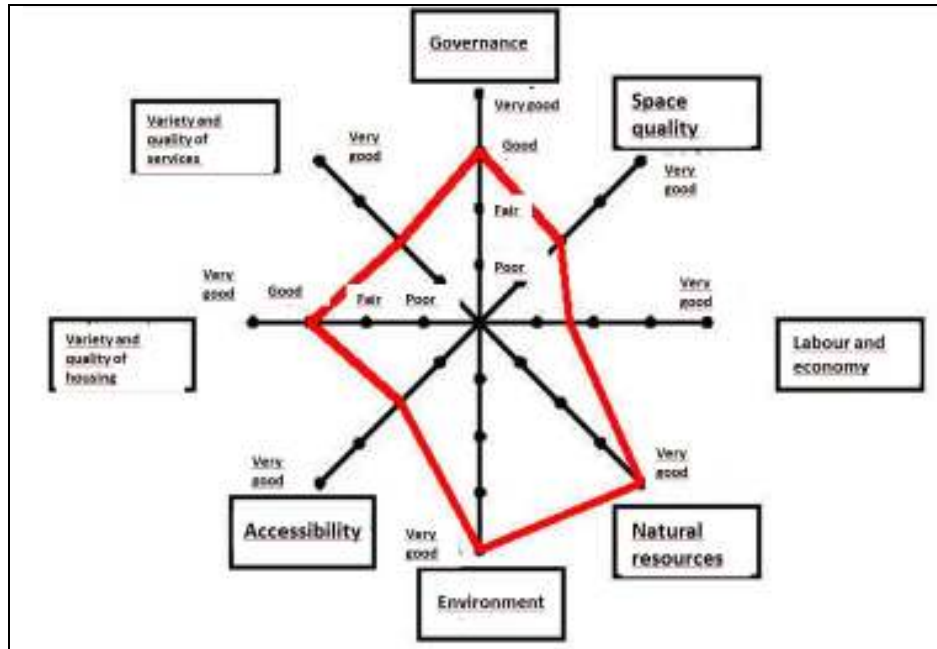 Governance
Very good
Good
Fair
Poor
Space
quality
Very
good
Variety and
quality of
services
Very
good
Very
good
Good
Fair
Poor
Variety and
quality of
housing
Very
good
Labour and
economy
Very
good
Accessibility
Very
good
Environment
Very
good
Natural
resources